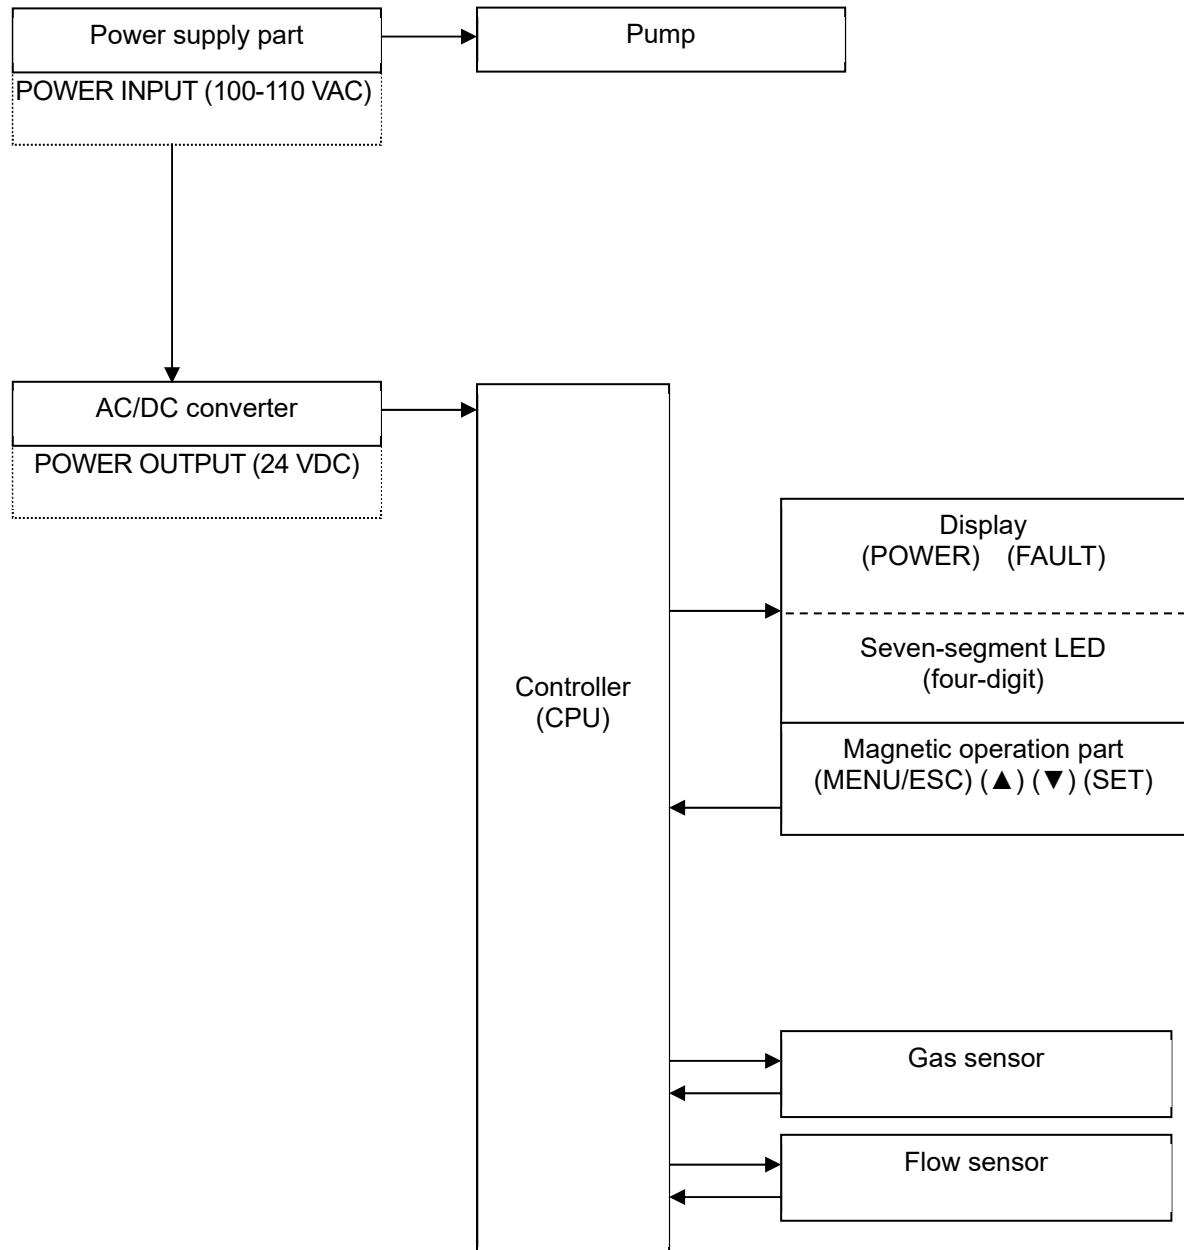 Power supply part
Pump
POWER INPUT (100-110 VAC)
AC/DC converter
POWER OUTPUT (24 VDC)
Controller
(CPU)
Display
(POWER) (FAULT)
Seven-segment LED
(four-digit)
Magnetic operation part
(MENU/ESC) (▲) (▼) (SET)
Gas sensor
Flow sensor